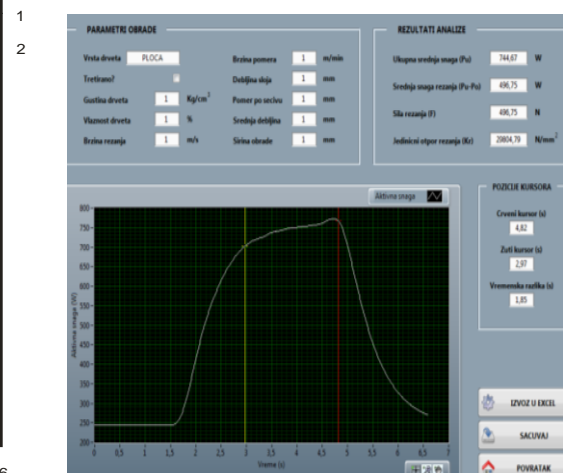 1
2
6
PARAMETRI OBRADE
Vrsta drveta PLOCA
Tretirano?
Gustina drveta 1 Kg/cm³
Vlaznost drveta 1 %
Brzina rezanja 1 m/s
Brzina pomera 1 m/min
Debljina sloja 1 mm
Pomer po secivu 1 mm
Srednja debljina 1 mm
Sirina obrade 1 mm
REZULTATI ANALIZE
Ukupna srednja snaga (Pu) 744,67 W
Srednja snaga rezanja (Pu-Po) 496,75 W
Sila rezanja (F) 496,75 N
Jedinicni otpor rezanja (Kr) 29804,79 N/mm²
Aktivna snaga
Aktivna snaga (W)
800
750
700
650
600
550
500
450
400
350
300
250
200
0 0,5 1 1,5 2 2,5 3 3,5 4 4,5 5 5,5 6 6,5 7
Vreme (s)
POZICIJE KURSORA
Crveni kursor (s)
4,82
Zuti kursor (s)
2,97
Vremenska razlika (s)
1,85
IZVOZ U EXCEL
SACUVAJ
POVRATAK